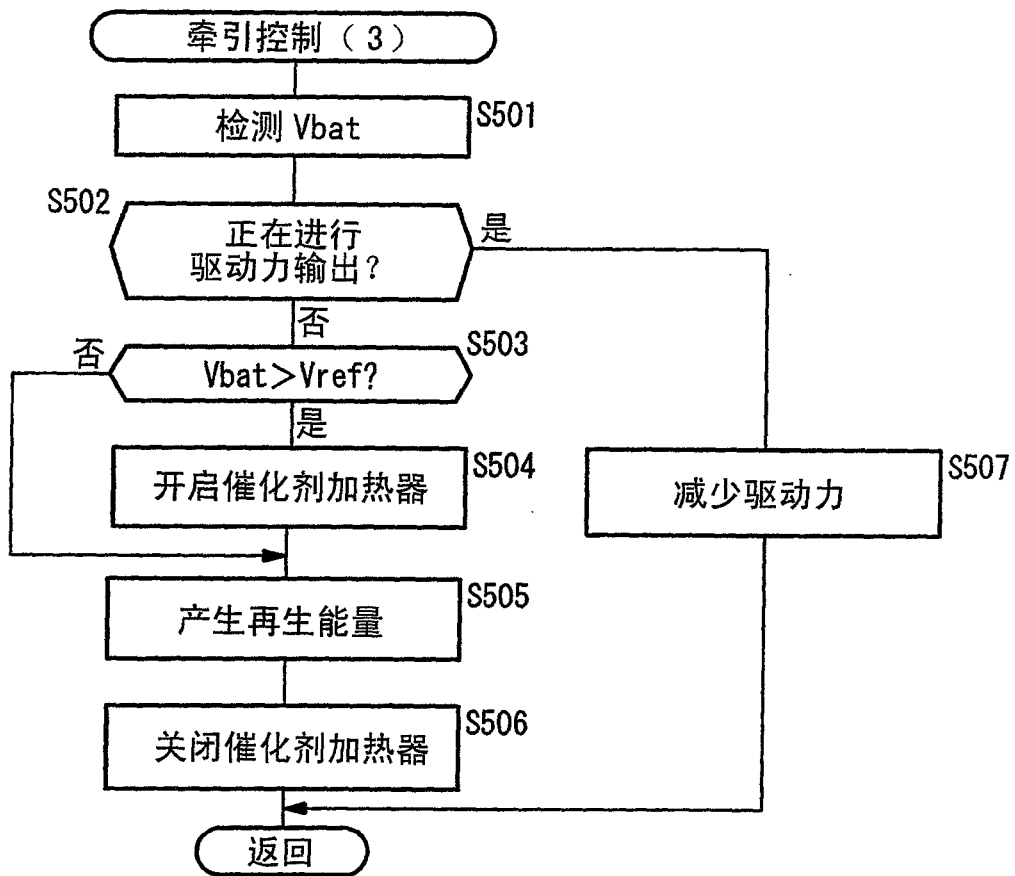 牵引控制（3）
检测 Vbat
S501
S502
正在进行
驱动力输出？
是
否
S503
否
Vbat＞Vref?
是
S504
开启催化剂加热器
减少驱动力
S507
S505
产生再生能量
S506
关闭催化剂加热器
返回